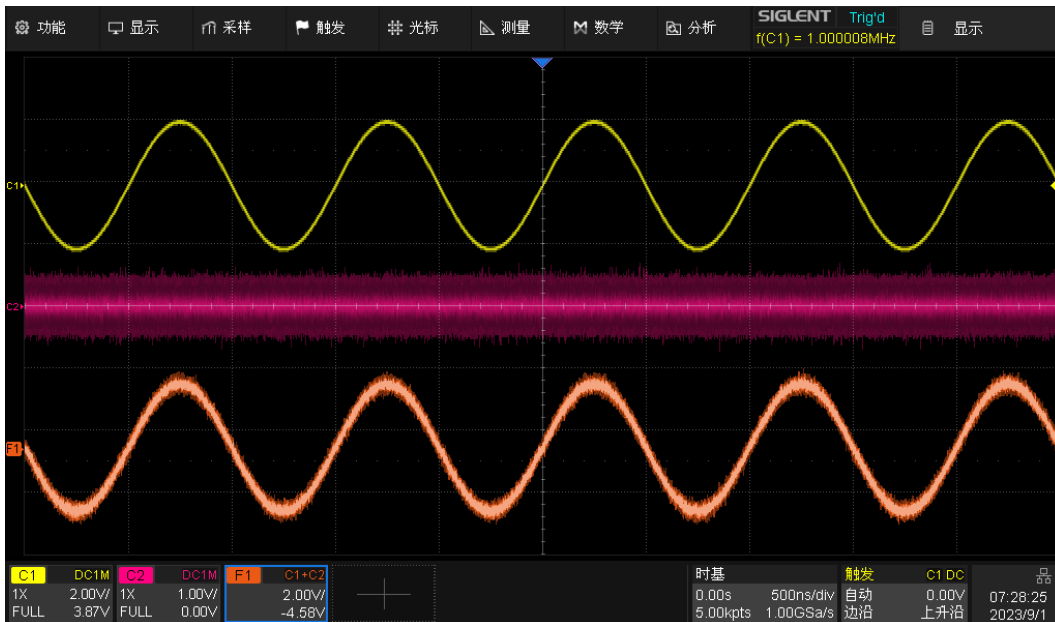 功能 显示 采样 触发 光标 测量 数学 分析 SIGLENT Trig'd 显示
f(C1) = 1.000008MHz
C1
C2
F1
C1 DC1M C2 DC1M F1 C1+C2 时基 触发 C1 DC
1X 2.00V/ 1X 1.00V/ 2.00V/ 0.00s 500ns/div 自动 0.00V 07:28:25
FULL 3.87V FULL 0.00V -4.58V 5.00kpts 1.00GSa/s 边沿 上升沿 2023/9/1